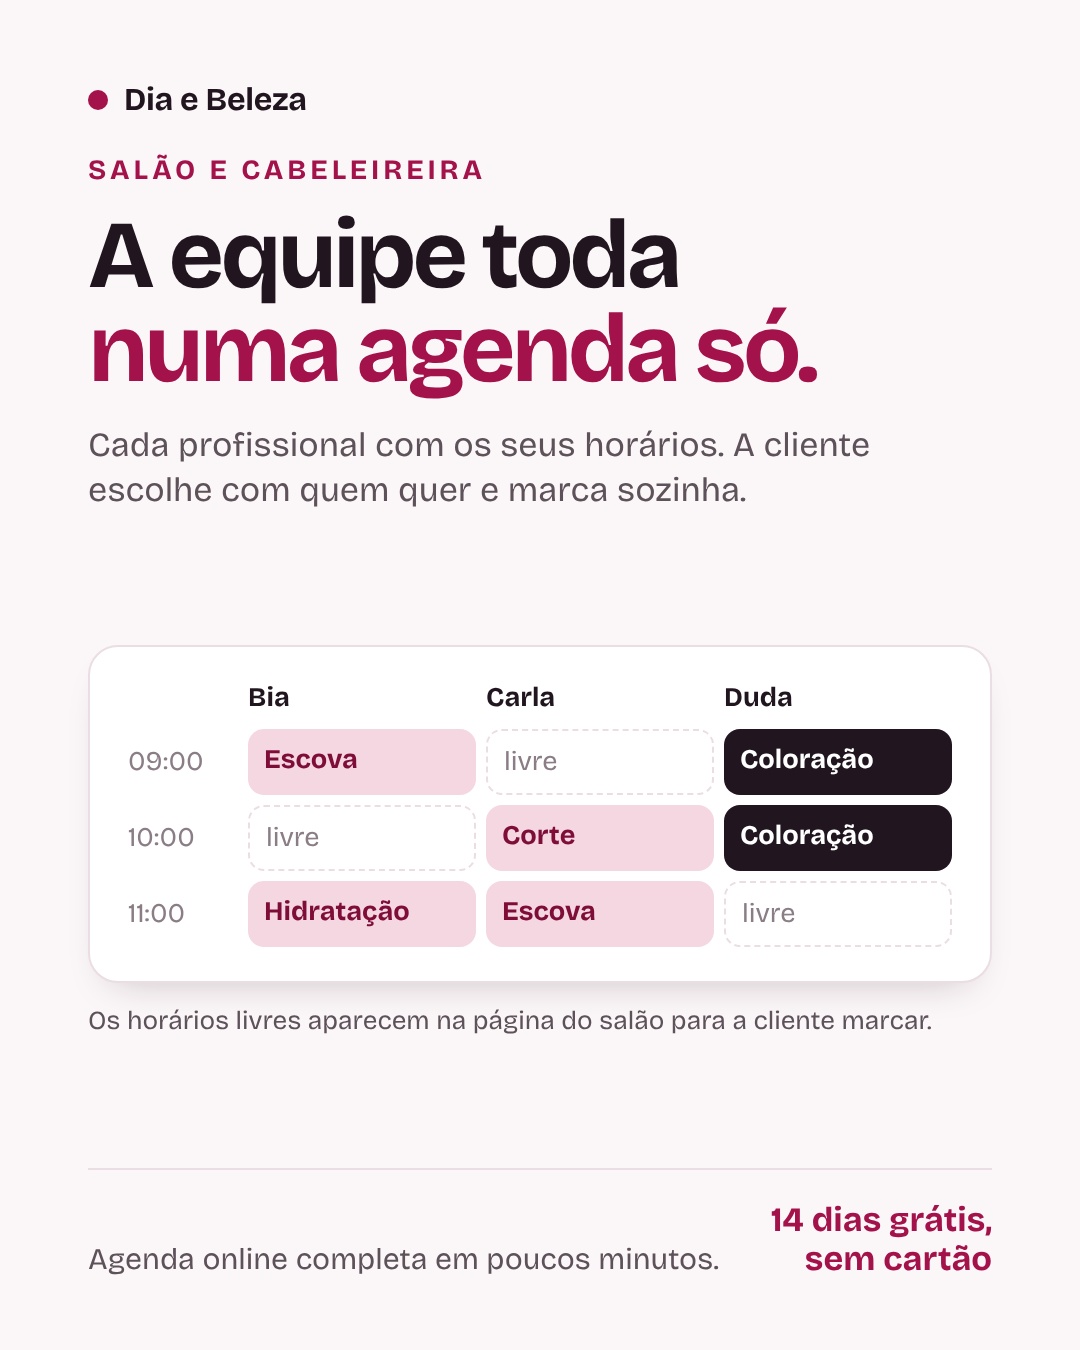 Dia e Beleza
SALÃO E CABELEIREIRA
A equipe toda
numa agenda só.
Cada profissional com os seus horários. A cliente
escolhe com quem quer e marca sozinha.
Bia Carla Duda
09:00 Escova livre Coloração
10:00 livre Corte Coloração
11:00 Hidratação Escova livre
Os horários livres aparecem na página do salão para a cliente marcar.
Agenda online completa em poucos minutos.
14 dias grátis,
sem cartão